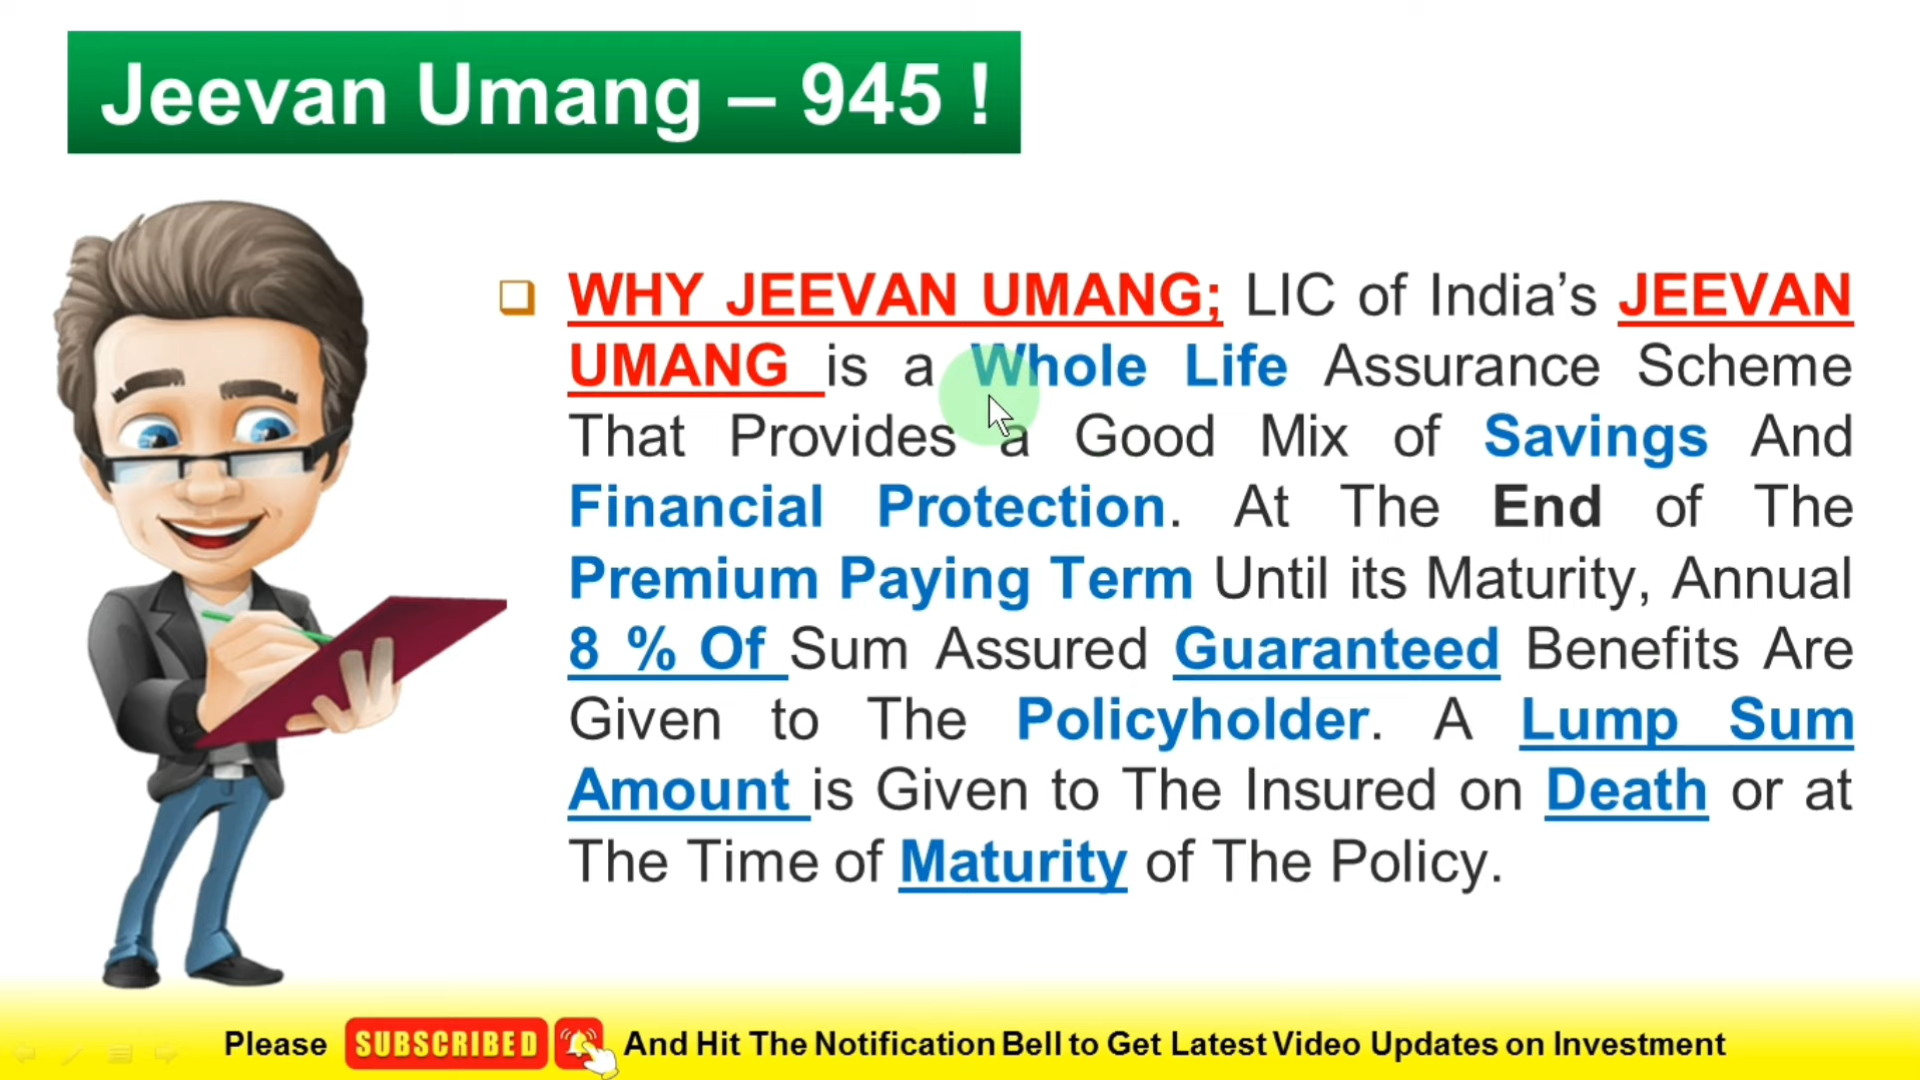 Jeevan Umang – 945 !
WHY JEEVAN UMANG; LIC of India’s JEEVAN
UMANG is a Whole Life Assurance Scheme
That Provides a Good Mix of Savings And
Financial Protection. At The End of The
Premium Paying Term Until its Maturity, Annual
8 % Of Sum Assured Guaranteed Benefits Are
Given to The Policyholder. A Lump Sum
Amount is Given to The Insured on Death or at
The Time of Maturity of The Policy.
Please SUBSCRIBED And Hit The Notification Bell to Get Latest Video Updates on Investment